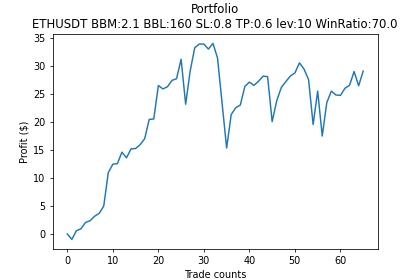 Portfolio
ETHUSDT BBM:2.1 BBL:160 SL:0.8 TP:0.6 lev:10 WinRatio:70.0
35
30
25
20
15
10
5
0
Profit ($)
0 10 20 30 40 50 60
Trade counts